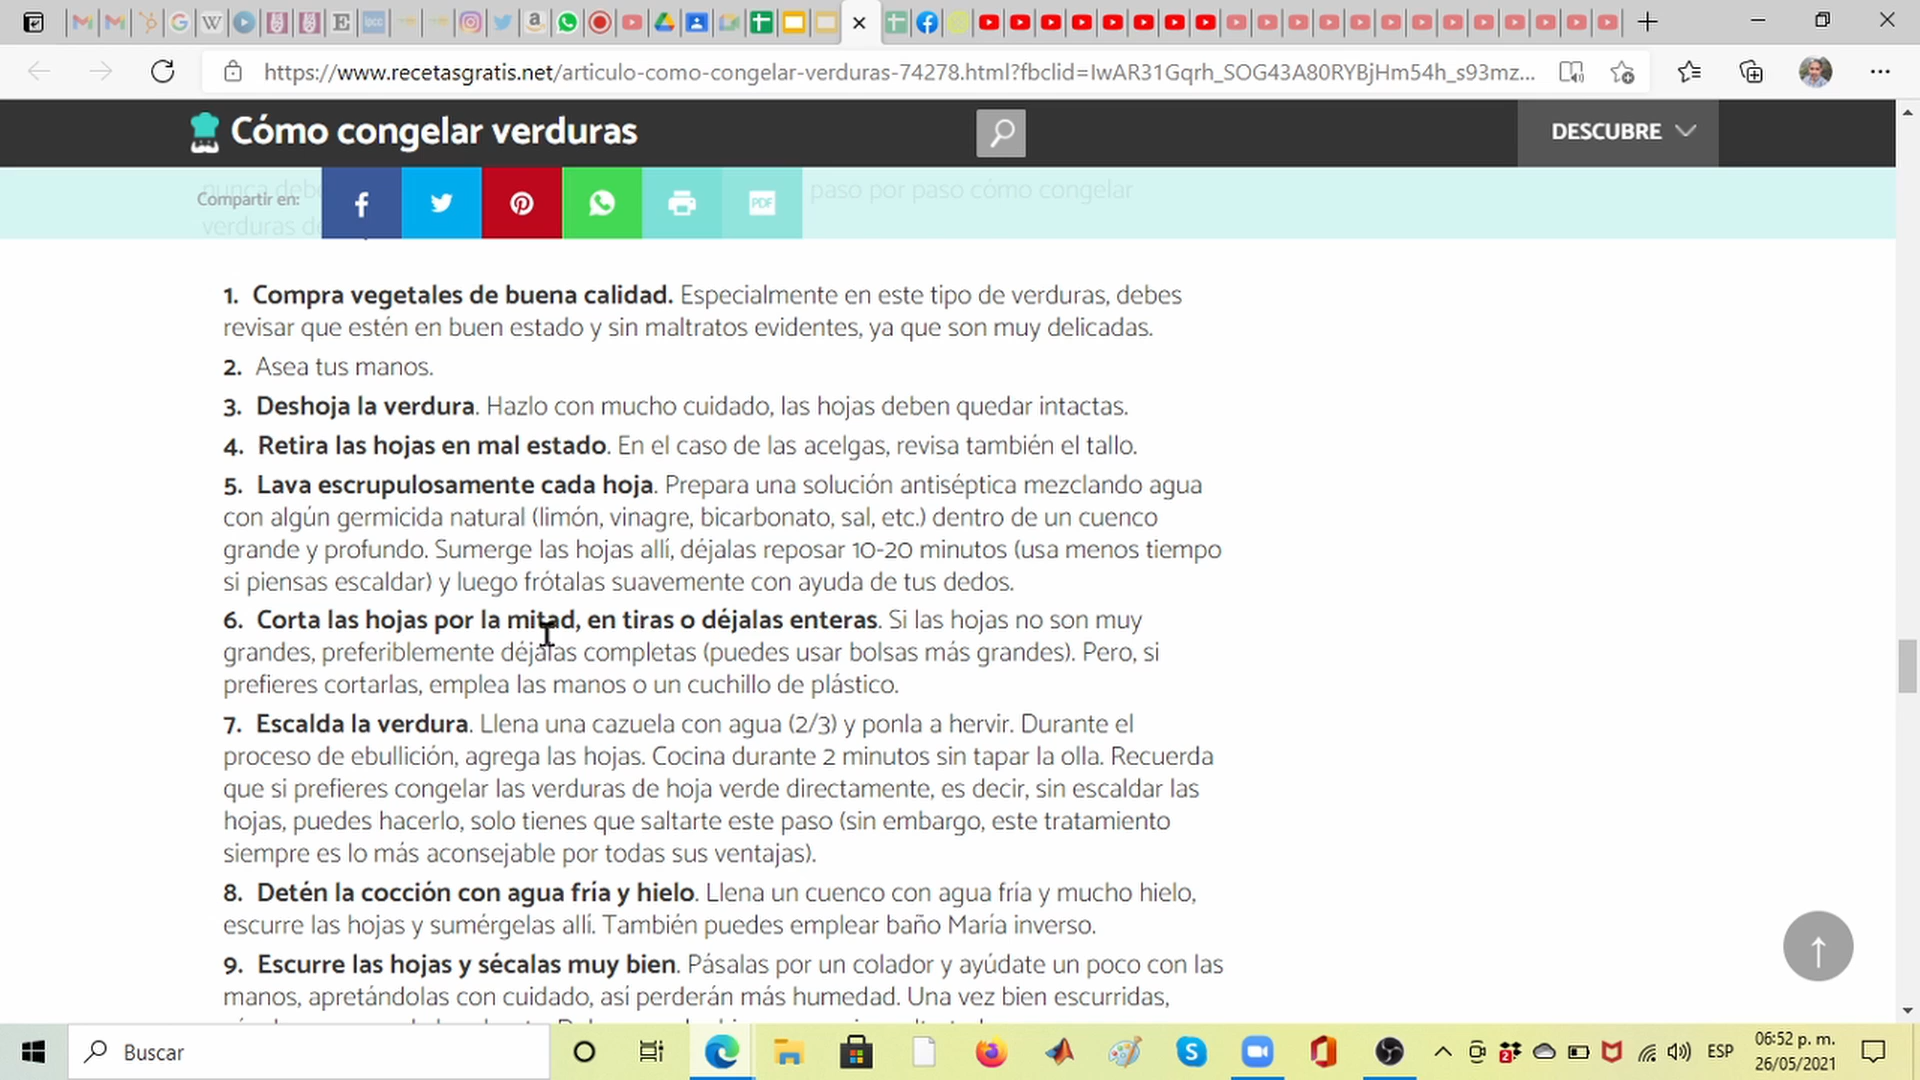 https://www.recetasgratis.net/articulo-como-congelar-verduras-74278.html?fbclid=IwAR31Gqrh_SOG43A80RYBjHm54h_s93mz...
Cómo congelar verduras
DESCUBRE
Compartir en:
paso por paso cómo congelar
verduras
1. Compra vegetales de buena calidad. Especialmente en este tipo de verduras, debes
revisar que estén en buen estado y sin maltratos evidentes, ya que son muy delicadas.
2. Asea tus manos.
3. Deshoja la verdura. Hazlo con mucho cuidado, las hojas deben quedar intactas.
4. Retira las hojas en mal estado. En el caso de las acelgas, revisa también el tallo.
5. Lava escrupulosamente cada hoja. Prepara una solución antiséptica mezclando agua
con algún germicida natural (limón, vinagre, bicarbonato, sal, etc.) dentro de un cuenco
grande y profundo. Sumerge las hojas allí, déjalas reposar 10-20 minutos (usa menos tiempo
si piensas escaldar) y luego frótalas suavemente con ayuda de tus dedos.
6. Corta las hojas por la mitad, en tiras o déjalas enteras. Si las hojas no son muy
grandes, preferiblemente déjalas completas (puedes usar bolsas más grandes). Pero, si
prefieres cortarlas, emplea las manos o un cuchillo de plástico.
7. Escalda la verdura. Llena una cazuela con agua (2/3) y ponla a hervir. Durante el
proceso de ebullición, agrega las hojas. Cocina durante 2 minutos sin tapar la olla. Recuerda
que si prefieres congelar las verduras de hoja verde directamente, es decir, sin escaldar las
hojas, puedes hacerlo, solo tienes que saltarte este paso (sin embargo, este tratamiento
siempre es lo más aconsejable por todas sus ventajas).
8. Detén la cocción con agua fría y hielo. Llena un cuenco con agua fría y mucho hielo,
escurre las hojas y sumérgelas allí. También puedes emplear baño María inverso.
9. Escurre las hojas y sécalas muy bien. Pásalas por un colador y ayúdate un poco con las
manos, apretándolas con cuidado, así perderán más humedad. Una vez bien escurridas,
Buscar
ESP
06:52 p. m.
26/05/2021